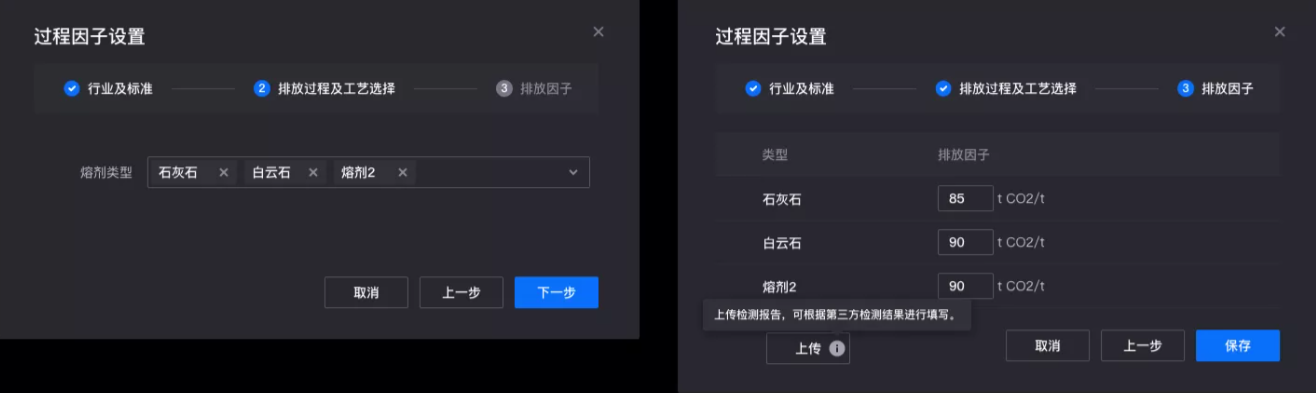 过程因子设置
行业及标准
2 排放过程及工艺选择
3 排放因子
熔剂类型
石灰石
白云石
熔剂2
取消
上一步
下一步
过程因子设置
行业及标准
排放过程及工艺选择
3 排放因子
类型 排放因子
石灰石 85 t CO2/t
白云石 90 t CO2/t
熔剂2 90 t CO2/t
上传检测报告，可根据第三方检测结果进行填写。
上传
取消
上一步
保存